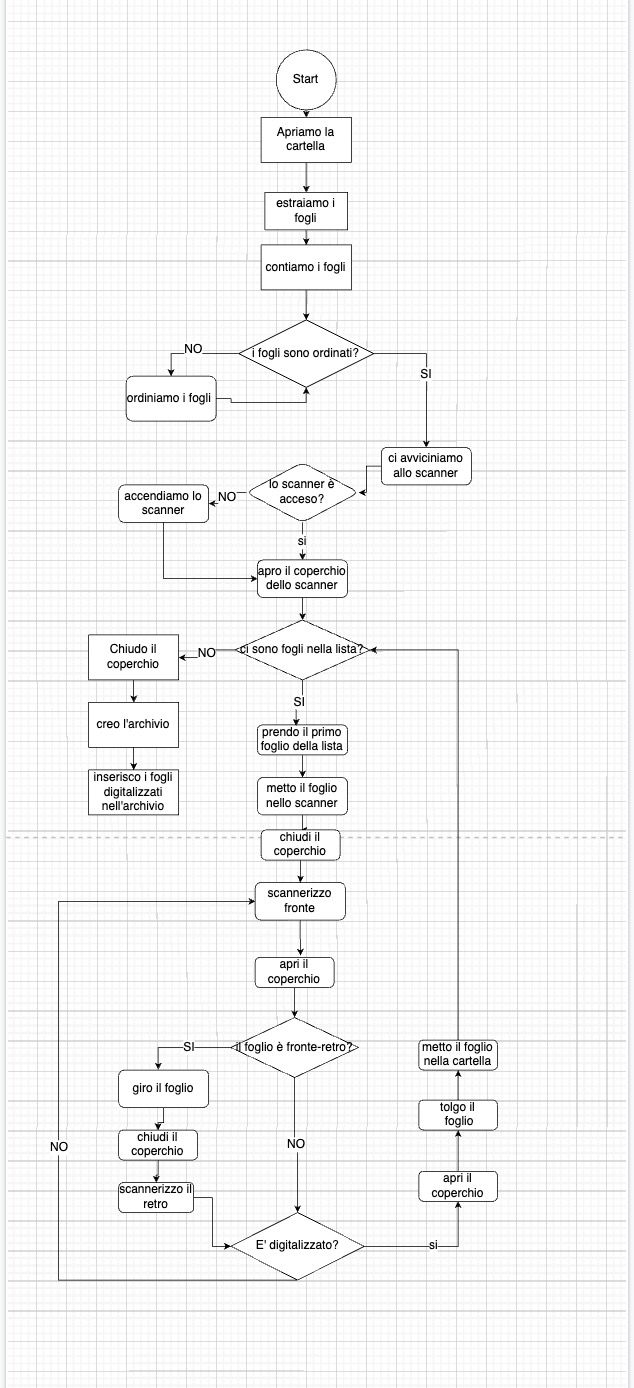 Start
Apriamo la
cartella
estraiamo i
fogli
contiamo i fogli
i fogli sono ordinati?
NO
SI
ordiniamo i fogli
ci avviciniamo
allo scanner
lo scanner è
acceso?
NO
accendiamo lo
scanner
si
apro il coperchio
dello scanner
ci sono fogli nella lista?
NO
Chiudo il
coperchio
creo l'archivio
inserisco i fogli
digitalizzati
nell'archivio
SI
prendo il primo
foglio della lista
metto il foglio
nello scanner
chiudi il
coperchio
scannerizzo
fronte
apri il
coperchio
il foglio è fronte-retro?
SI
giro il foglio
chiudi il
coperchio
scannerizzo il
retro
NO
NO
E' digitalizzato?
si
apri il
coperchio
tolgo il
foglio
metto il foglio
nella cartella